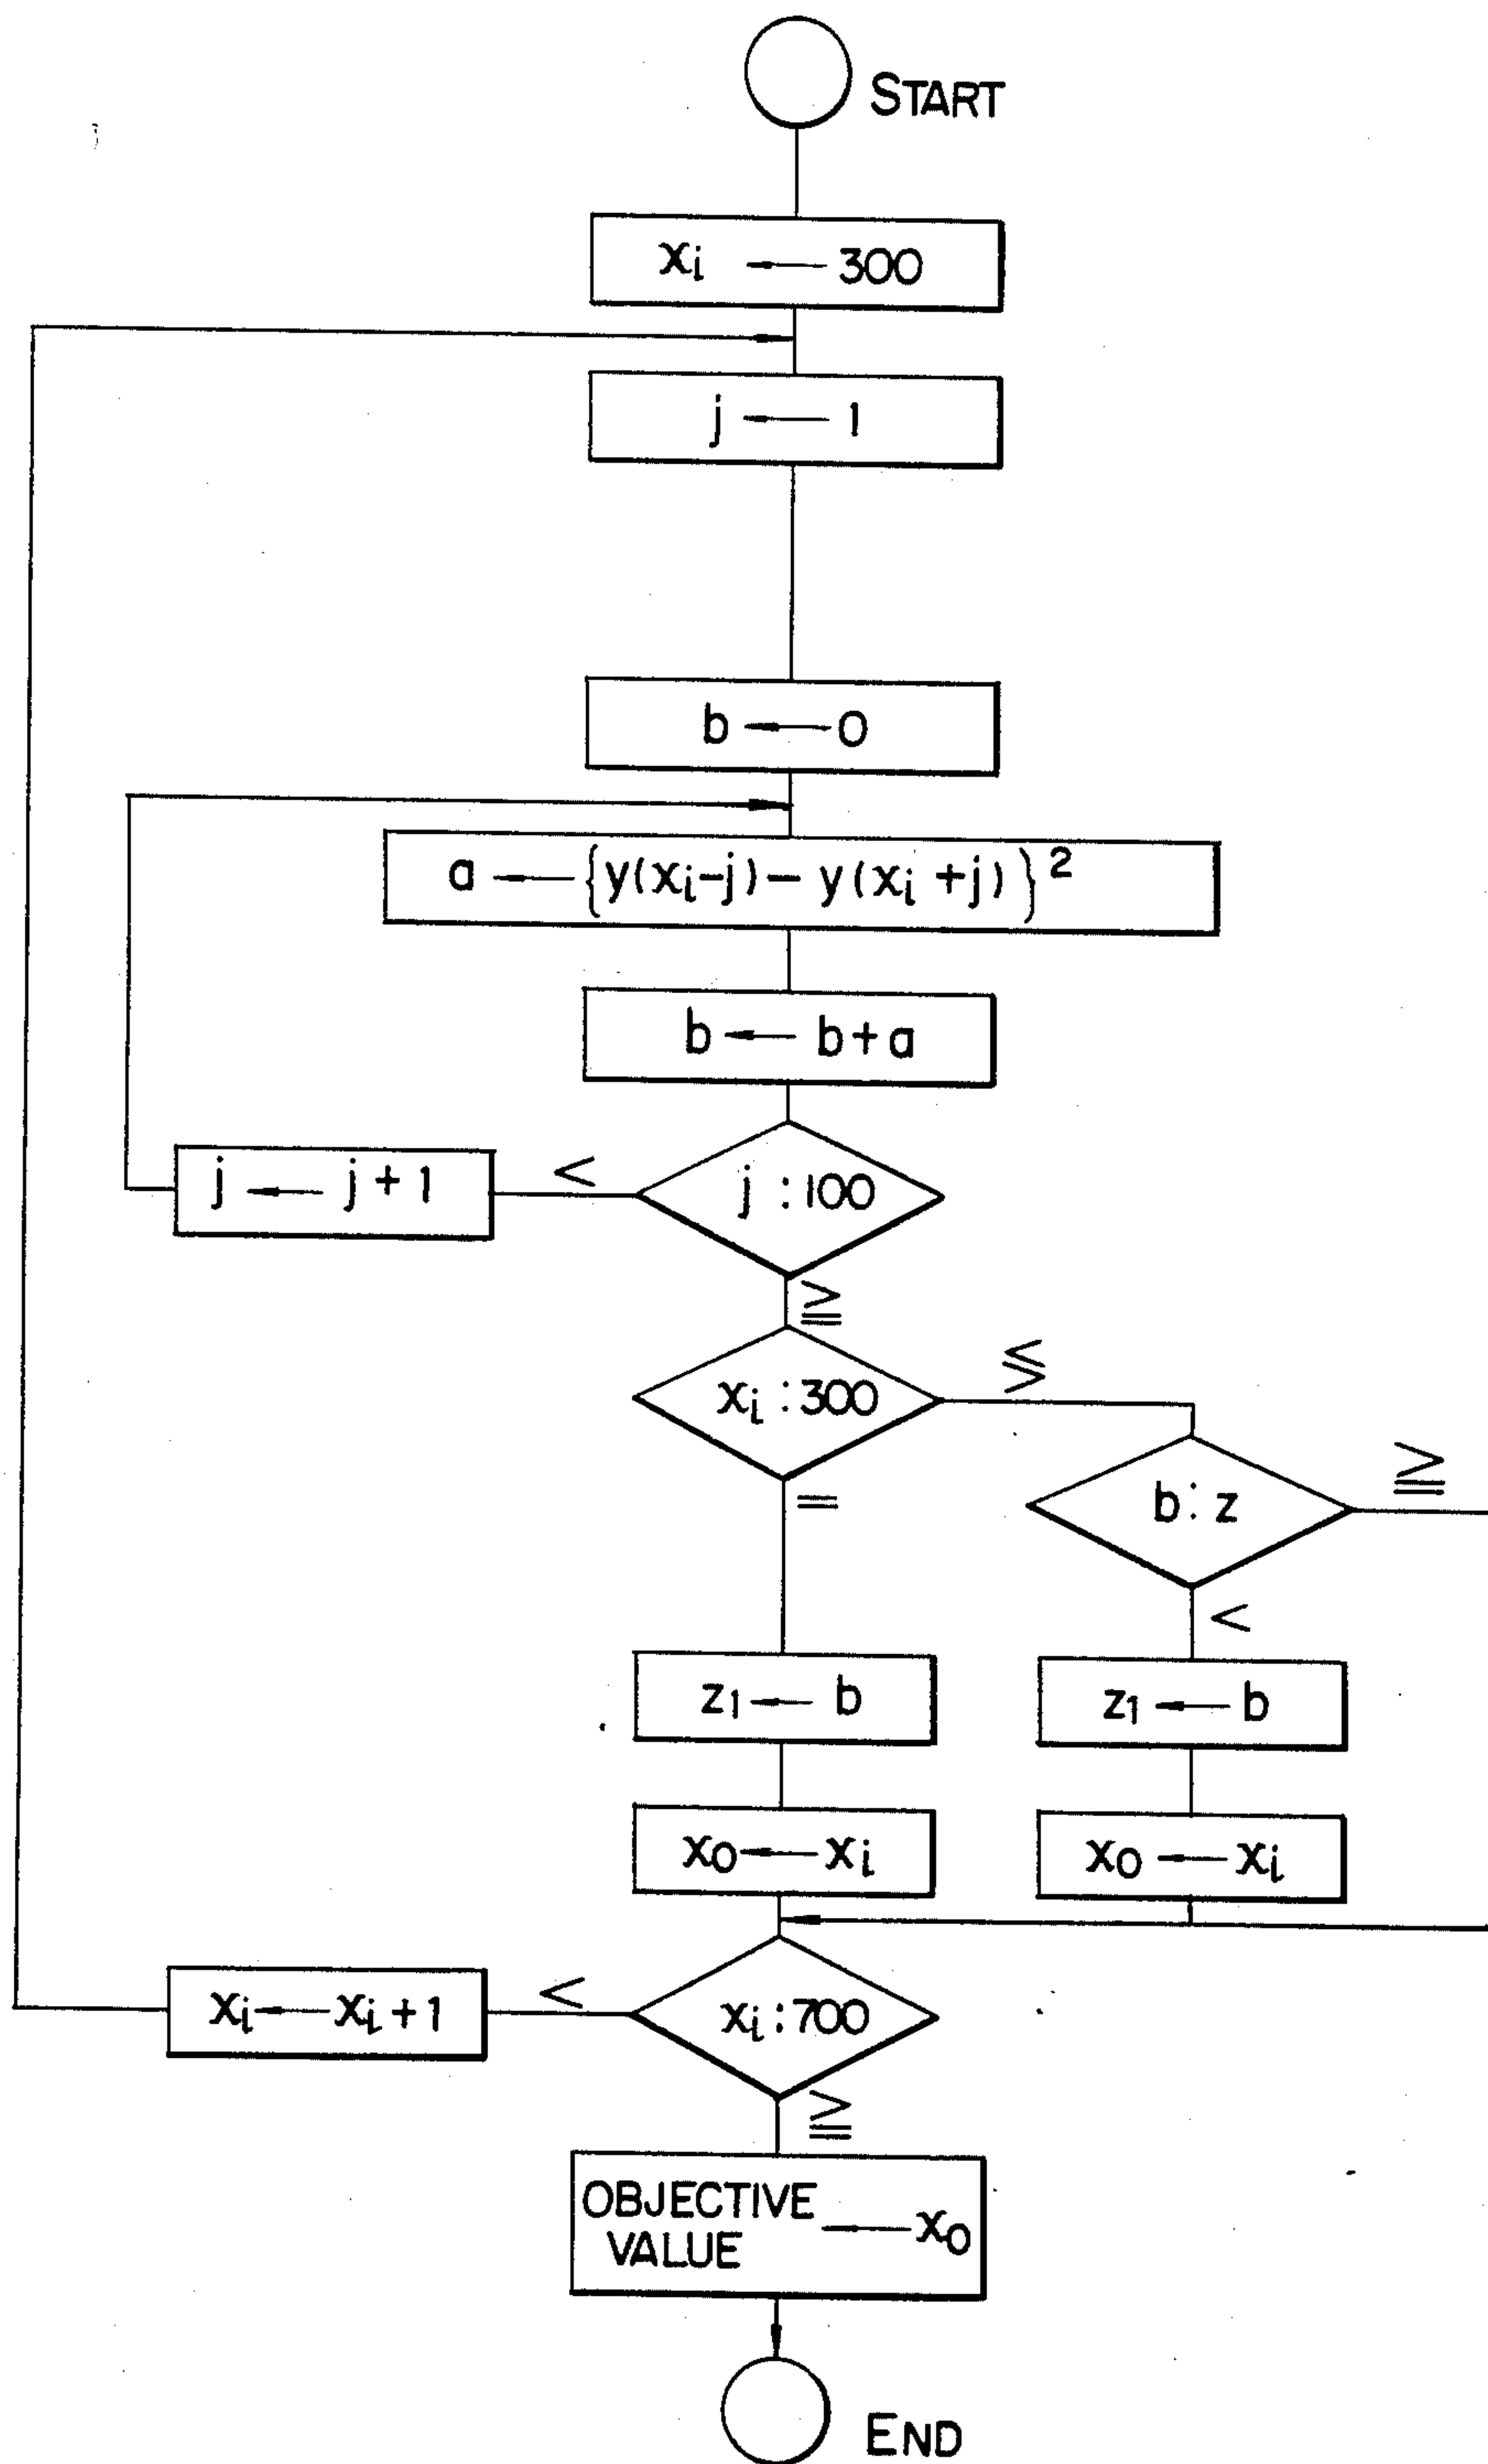 START
xi ← 300
j ← 1
b ← 0
a ← {y(xi-j) - y(xi+j)}²
b ← b+a
j : 100
<
j ← j+1
≧
xi : 300
≶
=
b : z
≧
<
z1 ← b
z1 ← b
x0 ← xi
x0 ← xi
xi : 700
<
xi ← xi+1
≧
OBJECTIVE
VALUE ← x0
END